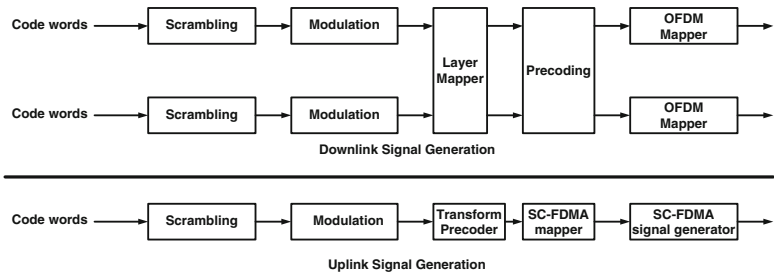 Code words Scrambling Modulation Layer Mapper Precoding OFDM Mapper
Code words Scrambling Modulation OFDM Mapper
Downlink Signal Generation
Code words Scrambling Modulation Transform Precoder SC-FDMA mapper SC-FDMA signal generator
Uplink Signal Generation